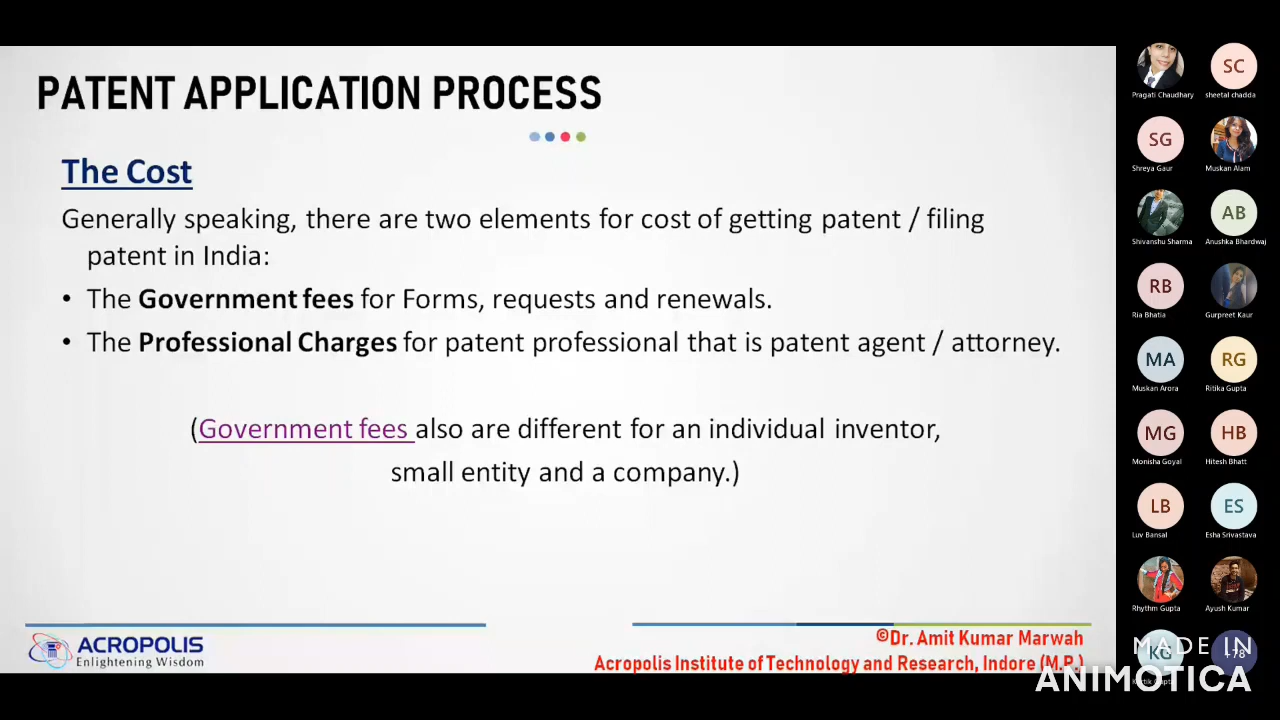 PATENT APPLICATION PROCESS
The Cost
Generally speaking, there are two elements for cost of getting patent / filing
patent in India:
• The Government fees for Forms, requests and renewals.
• The Professional Charges for patent professional that is patent agent / attorney.
(Government fees also are different for an individual inventor,
small entity and a company.)
ACROPOLIS
Enlightening Wisdom
©Dr. Amit Kumar Marwah
Acropolis Institute of Technology and Research, Indore (M.P.)
Pragati Chaudhary
SC
sheetal chadda
SG
Shreya Gaur
Muskan Alam
Shivanshu Sharma
AB
Anushka Bhardwaj
RB
Ria Bhatia
Gurpreet Kaur
MA
Muskan Arora
RG
Ritika Gupta
MG
Monisha Goyal
HB
Hitesh Bhatt
LB
Luv Bansal
ES
Esha Srivastava
Rhythm Gupta
Ayush Kumar
KG
+78
MADE IN
ANIMOTICA